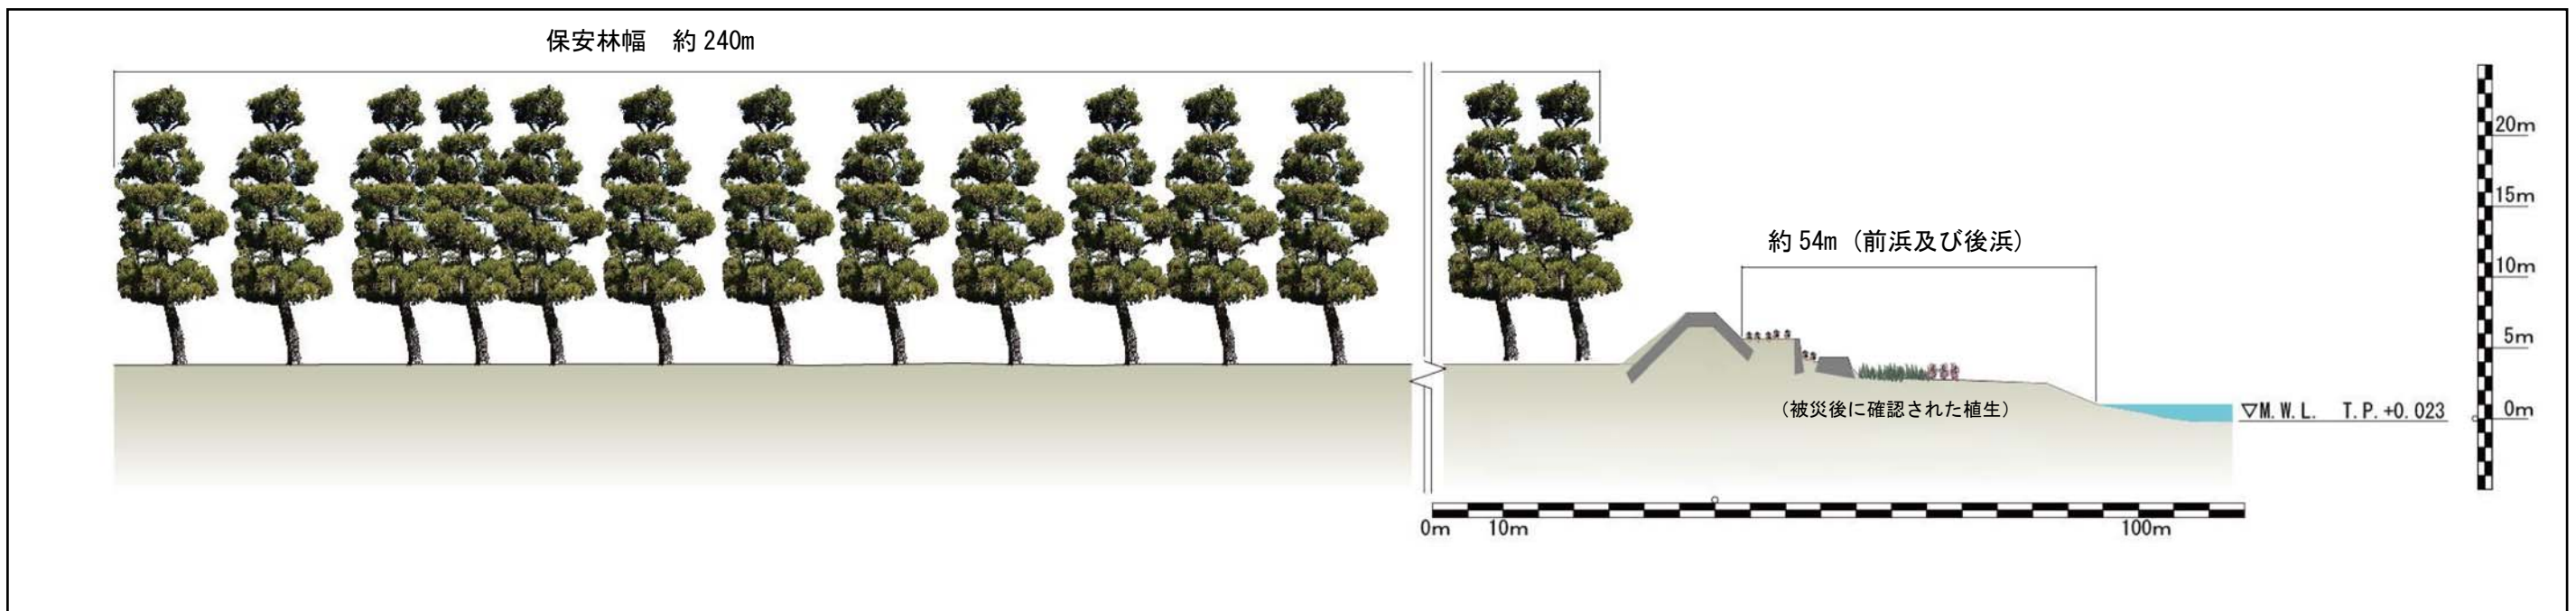 保安林幅　約 240m
約 54m（前浜及び後浜）
（被災後に確認された植生）
▽M.W.L.　T.P.+0.023
20m
15m
10m
5m
0m
0m 10m 100m